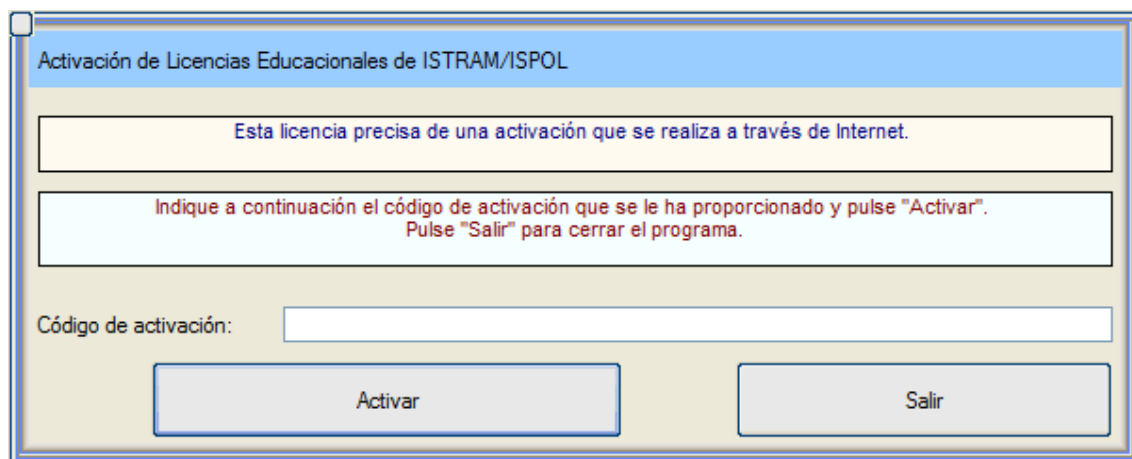 Activación de Licencias Educacionales de ISTRAM/ISPOL
Esta licencia precisa de una activación que se realiza a través de Internet.
Indique a continuación el código de activación que se le ha proporcionado y pulse "Activar".
Pulse "Salir" para cerrar el programa.
Código de activación:
Activar
Salir